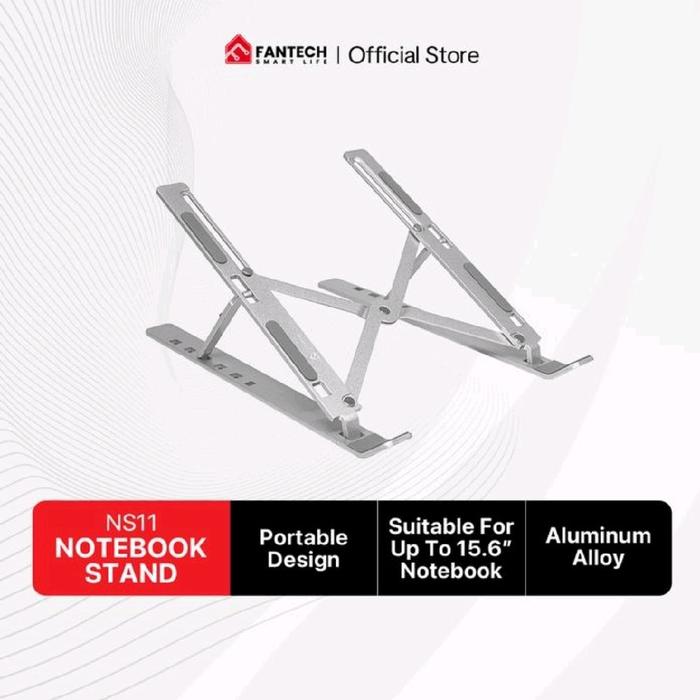 FANTECH
SMART LIFE
| Official Store
NS11
NOTEBOOK
STAND
Portable
Design
Suitable For
Up To 15.6″
Notebook
Aluminum
Alloy